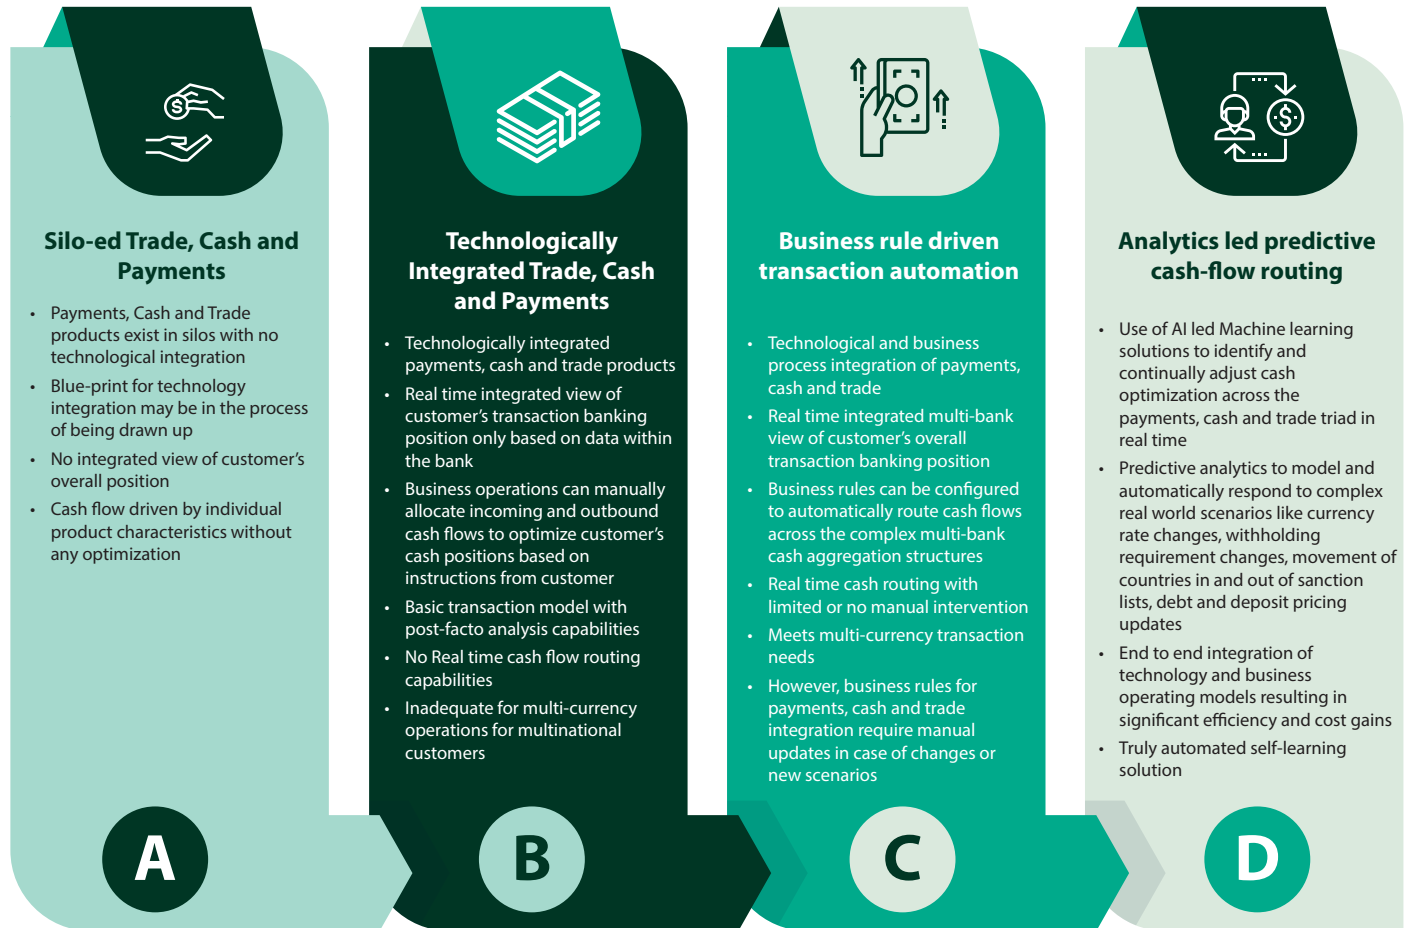 Silo-ed Trade, Cash and
Payments
• Payments, Cash and Trade
products exist in silos with no
technological integration
• Blue-print for technology
integration may be in the process
of being drawn up
• No integrated view of customer’s
overall position
• Cash flow driven by individual
product characteristics without
any optimization
A
Technologically
Integrated Trade, Cash
and Payments
• Technologically integrated
payments, cash and trade products
• Real time integrated view of
customer’s transaction banking
position only based on data within
the bank
• Business operations can manually
allocate incoming and outbound
cash flows to optimize customer’s
cash positions based on
instructions from customer
• Basic transaction model with
post-facto analysis capabilities
• No Real time cash flow routing
capabilities
• Inadequate for multi-currency
operations for multinational
customers
B
Business rule driven
transaction automation
• Technological and business
process integration of payments,
cash and trade
• Real time integrated multi-bank
view of customer’s overall
transaction banking position
• Business rules can be configured
to automatically route cash flows
across the complex multi-bank
cash aggregation structures
• Real time cash routing with
limited or no manual intervention
• Meets multi-currency transaction
needs
• However, business rules for
payments, cash and trade
integration require manual
updates in case of changes or
new scenarios
C
Analytics led predictive
cash-flow routing
• Use of AI led Machine learning
solutions to identify and
continually adjust cash
optimization across the
payments, cash and trade triad in
real time
• Predictive analytics to model and
automatically respond to complex
real world scenarios like currency
rate changes, withholding
requirement changes, movement of
countries in and out of sanction
lists, debt and deposit pricing
updates
• End to end integration of
technology and business
operating models resulting in
significant efficiency and cost gains
• Truly automated self-learning
solution
D